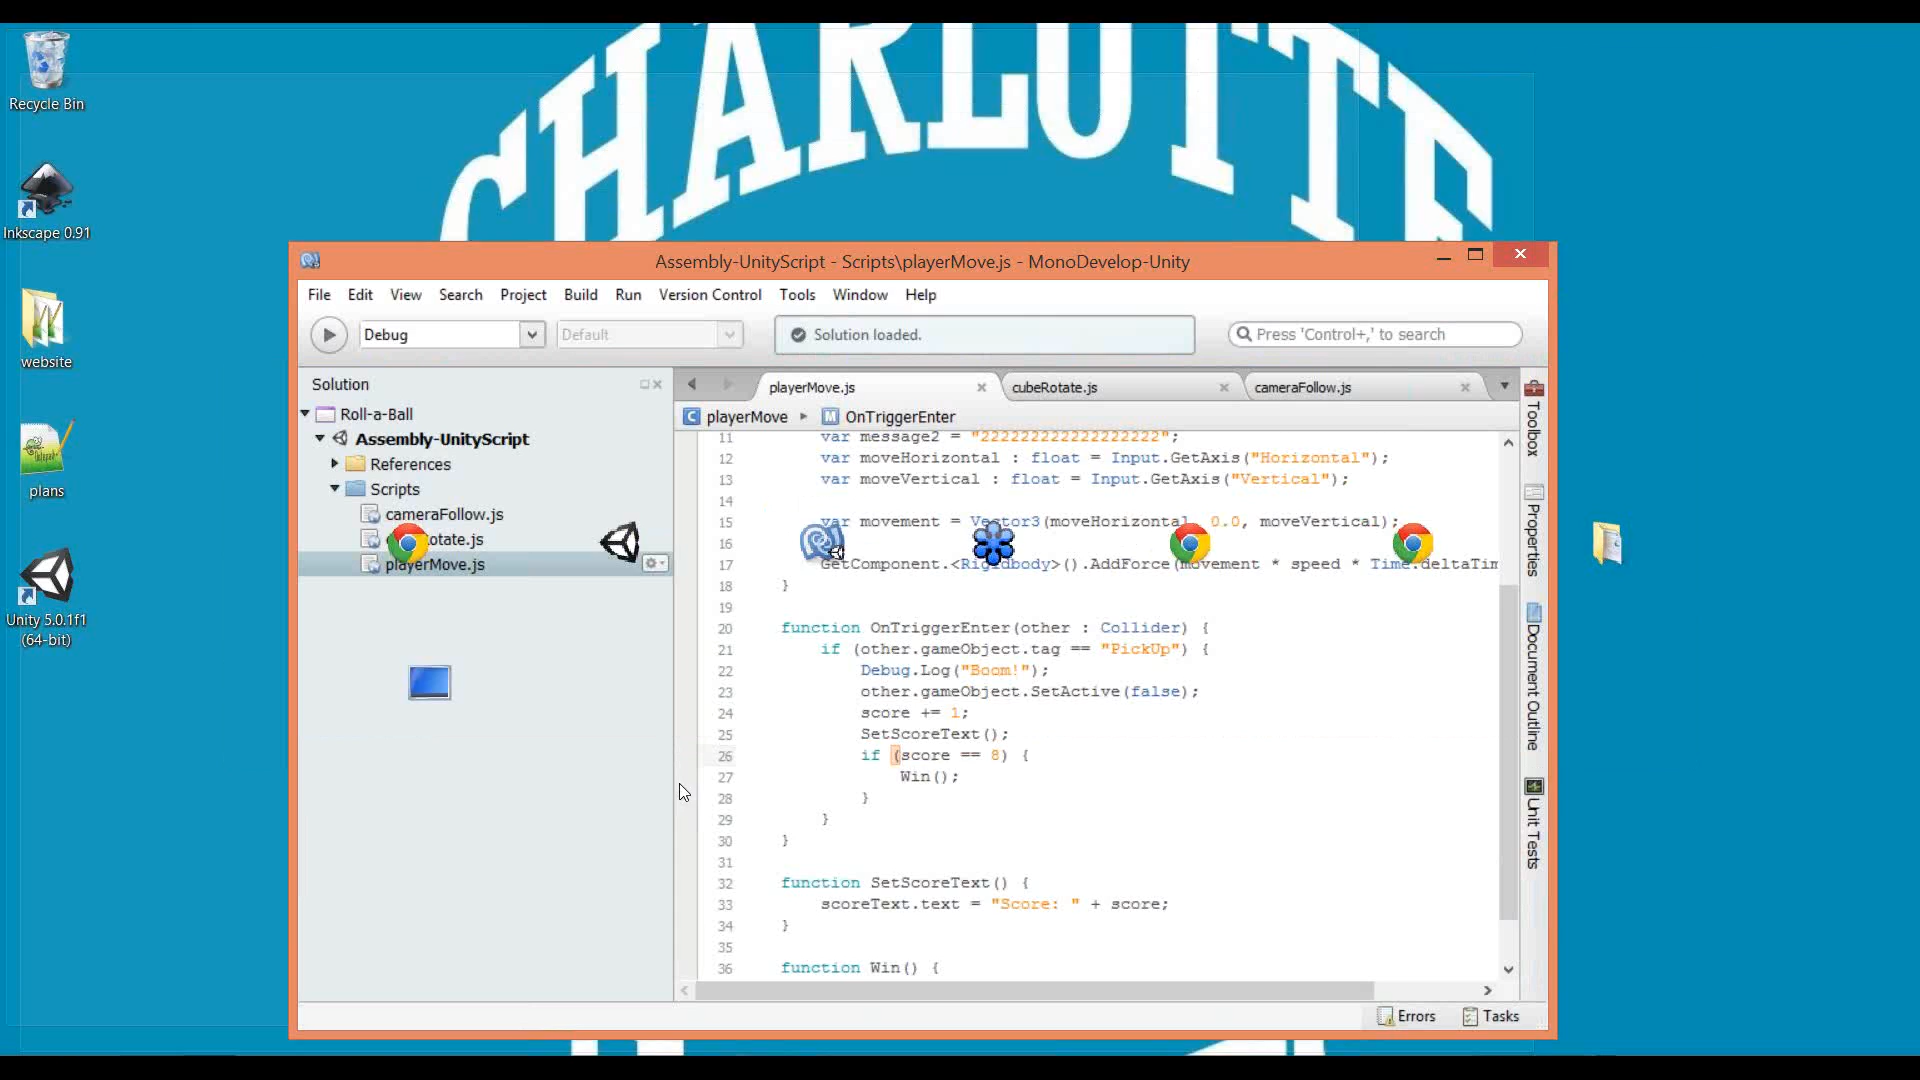 CHARLOTTE
Recycle Bin
Inkscape 0.91
website
plans
Unity 5.0.1f1
(64-bit)
Assembly-UnityScript - Scripts\playerMove.js - MonoDevelop-Unity
File Edit View Search Project Build Run Version Control Tools Window Help
Debug Default Solution loaded. Press 'Control+,' to search
Solution
Roll-a-Ball
Assembly-UnityScript
References
Scripts
cameraFollow.js
otate.js
playerMove.js
playerMove.js cubeRotate.js cameraFollow.js
playerMove OnTriggerEnter
11 var message2 = "2222222222222222222";
12 var moveHorizontal : float = Input.GetAxis("Horizontal");
13 var moveVertical : float = Input.GetAxis("Vertical");
14
15 var movement = Vector3(moveHorizontal, 0.0, moveVertical);
16
17 GetComponent.<Rigidbody>().AddForce(movement * speed * Time.deltaTim
18 }
19
20 function OnTriggerEnter(other : Collider) {
21 if (other.gameObject.tag == "PickUp") {
22 Debug.Log("Boom!");
23 other.gameObject.SetActive(false);
24 score += 1;
25 SetScoreText();
26 if (score == 8) {
27 Win();
28 }
29 }
30 }
31
32 function SetScoreText() {
33 scoreText.text = "Score: " + score;
34 }
35
36 function Win() {
Toolbox
Properties
Document Outline
Unit Tests
Errors Tasks